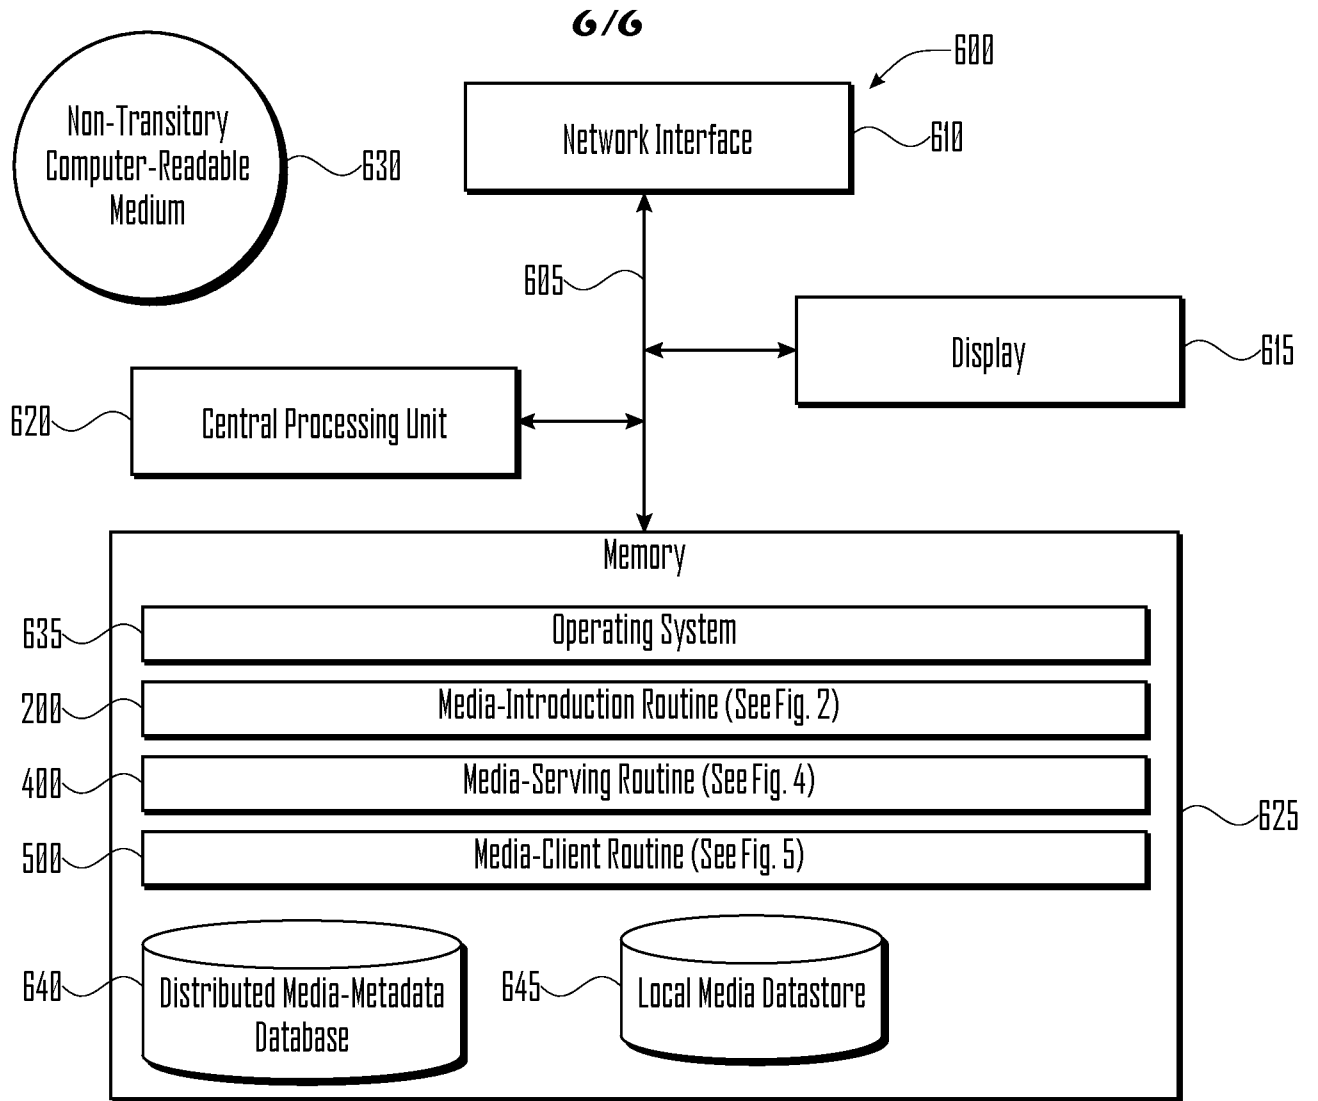 6/6
600
Non-Transitory
Computer-Readable
Medium
630
Network Interface
610
605
Display
615
620
Central Processing Unit
Memory
635
Operating System
200
Media-Introduction Routine (See Fig. 2)
400
Media-Serving Routine (See Fig. 4)
625
500
Media-Client Routine (See Fig. 5)
640
Distributed Media-Metadata
Database
645
Local Media Datastore